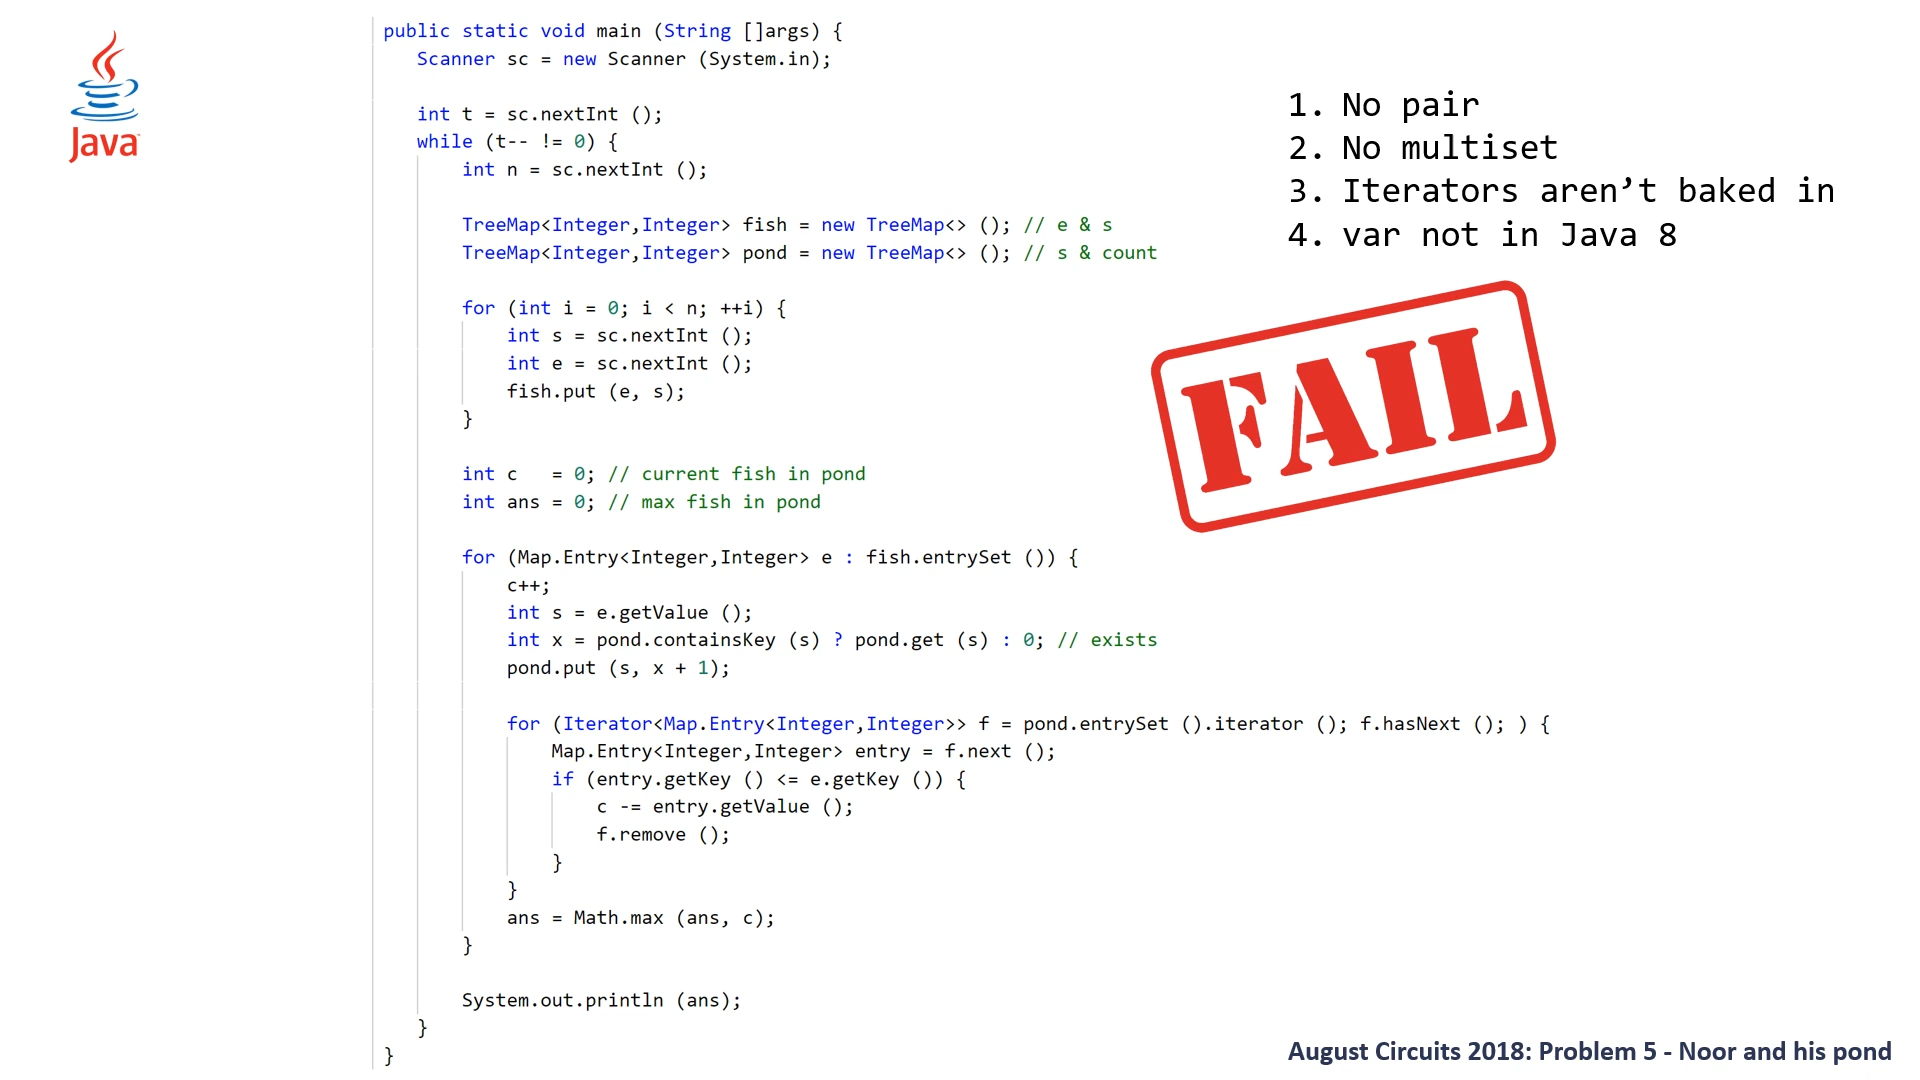 Java
public static void main (String []args) {
Scanner sc = new Scanner (System.in);
int t = sc.nextInt ();
while (t-- != 0) {
int n = sc.nextInt ();
TreeMap<Integer,Integer> fish = new TreeMap<> (); // e & s
TreeMap<Integer,Integer> pond = new TreeMap<> (); // s & count
for (int i = 0; i < n; ++i) {
int s = sc.nextInt ();
int e = sc.nextInt ();
fish.put (e, s);
}
int c   = 0; // current fish in pond
int ans = 0; // max fish in pond
for (Map.Entry<Integer,Integer> e : fish.entrySet ()) {
c++;
int s = e.getValue ();
int x = pond.containsKey (s) ? pond.get (s) : 0; // exists
pond.put (s, x + 1);
for (Iterator<Map.Entry<Integer,Integer>> f = pond.entrySet ().iterator (); f.hasNext (); ) {
Map.Entry<Integer,Integer> entry = f.next ();
if (entry.getKey () <= e.getKey ()) {
c -= entry.getValue ();
f.remove ();
}
}
ans = Math.max (ans, c);
}
System.out.println (ans);
}
}
1. No pair
2. No multiset
3. Iterators aren’t baked in
4. var not in Java 8
FAIL
August Circuits 2018: Problem 5 - Noor and his pond